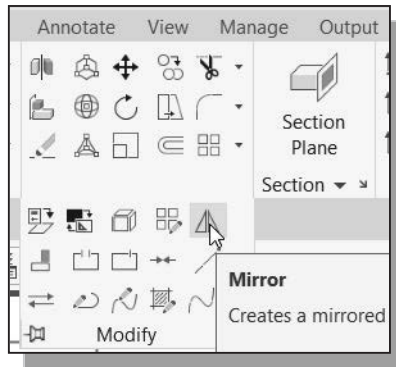 Annotate View Manage Output
Section
Plane
Section
Mirror
Creates a mirrored
Modify